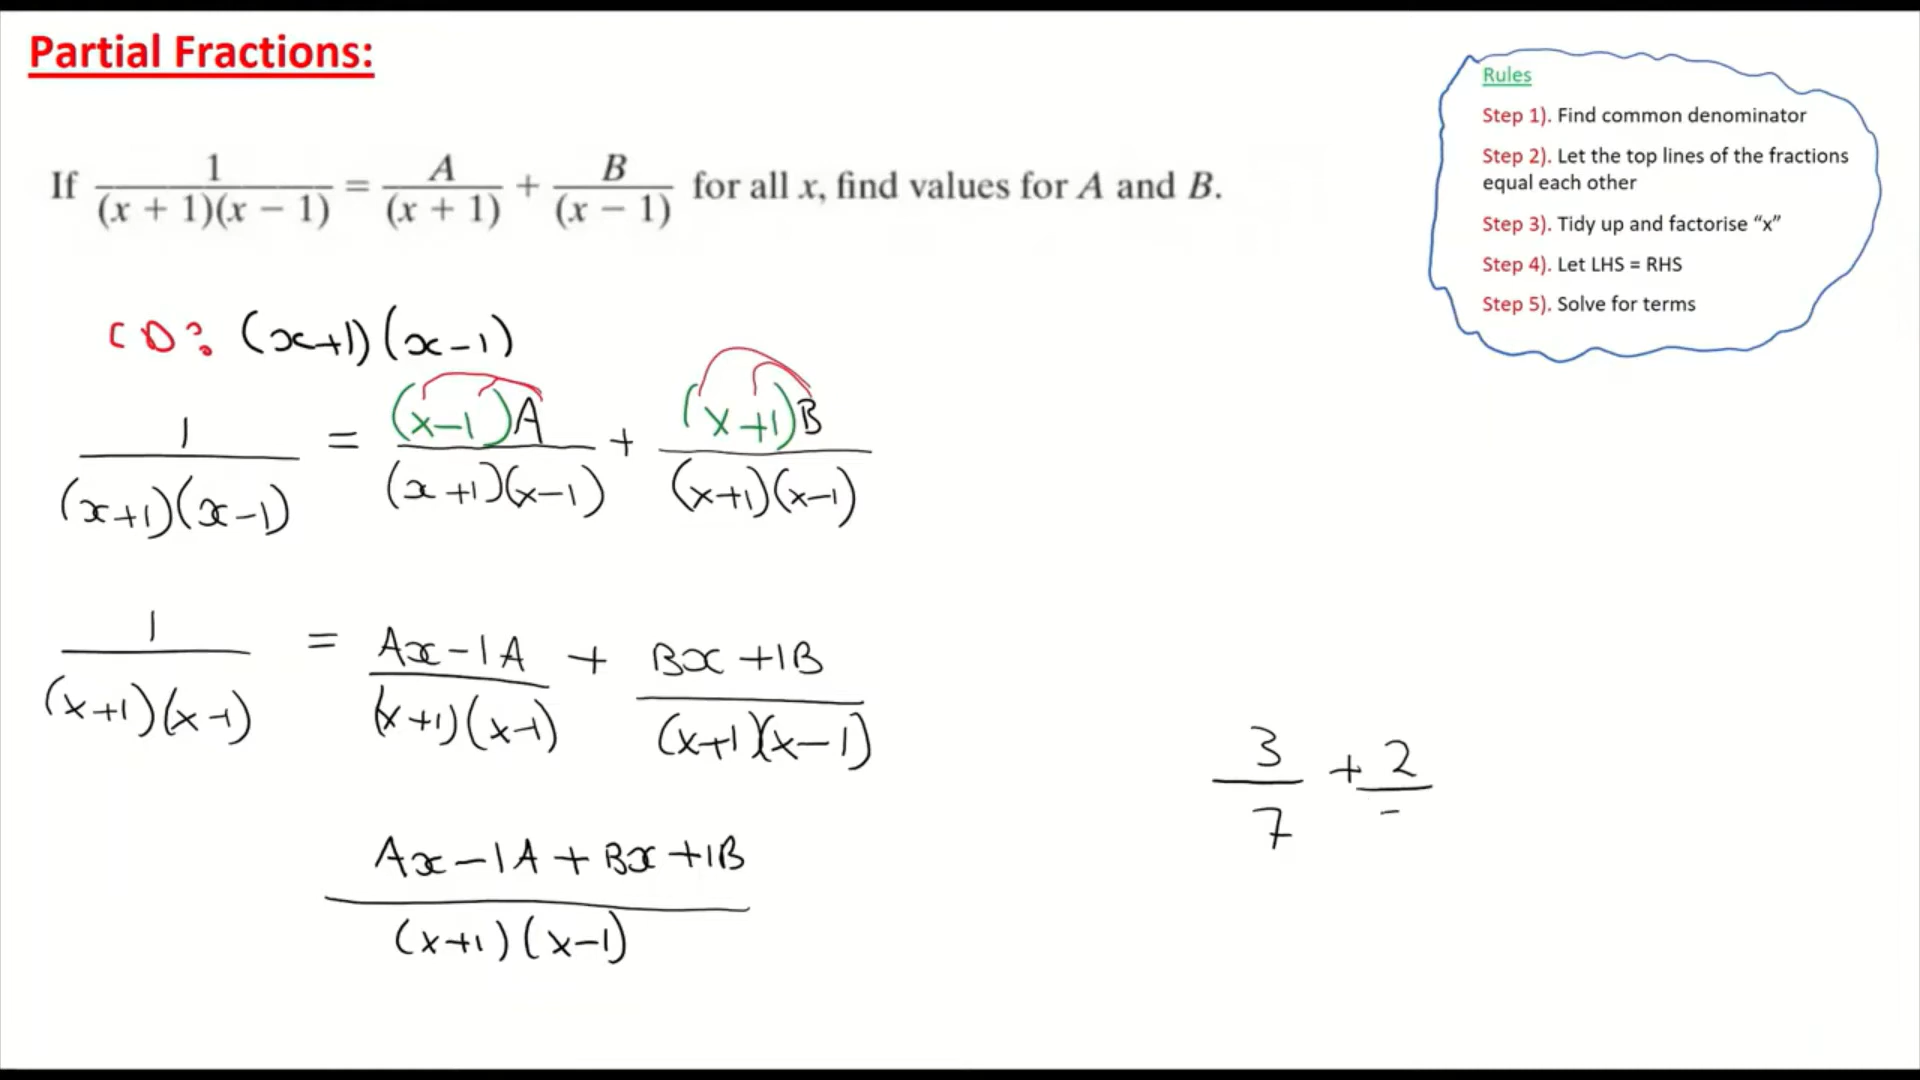 Partial Fractions:
If 1/((x + 1)(x − 1)) = A/(x + 1) + B/(x − 1) for all x, find values for A and B.
Rules
Step 1). Find common denominator
Step 2). Let the top lines of the fractions
equal each other
Step 3). Tidy up and factorise “x”
Step 4). Let LHS = RHS
Step 5). Solve for terms
CD: (x+1)(x-1)
1/((x+1)(x-1)) = (x-1)A/((x+1)(x-1)) + (x+1)B/((x+1)(x-1))
1/((x+1)(x-1)) = Ax-1A/((x+1)(x-1)) + Bx+1B/((x+1)(x-1))
3/7 + 2/
Ax-1A+Bx+1B
(x+1)(x-1)